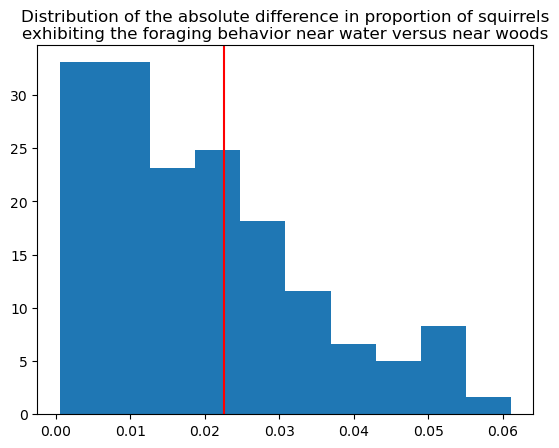 Distribution of the absolute difference in proportion of squirrels
exhibiting the foraging behavior near water versus near woods
30
25
20
15
10
5
0
0.00 0.01 0.02 0.03 0.04 0.05 0.06